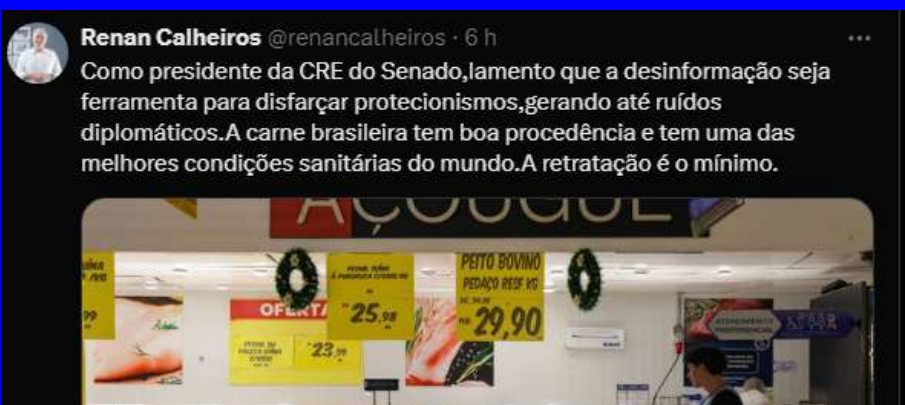 Renan Calheiros @renancalheiros · 6 h
Como presidente da CRE do Senado,lamento que a desinformação seja
ferramenta para disfarçar protecionismos,gerando até ruídos
diplomáticos.A carne brasileira tem boa procedência e tem uma das
melhores condições sanitárias do mundo.A retratação é o mínimo.
AÇOUGUE
PEITO BOVINO
PEDAÇO RESF KG
OFERTA
25,98
29,90
99
23,
ATENDIMENTO
PREFERENCIAL